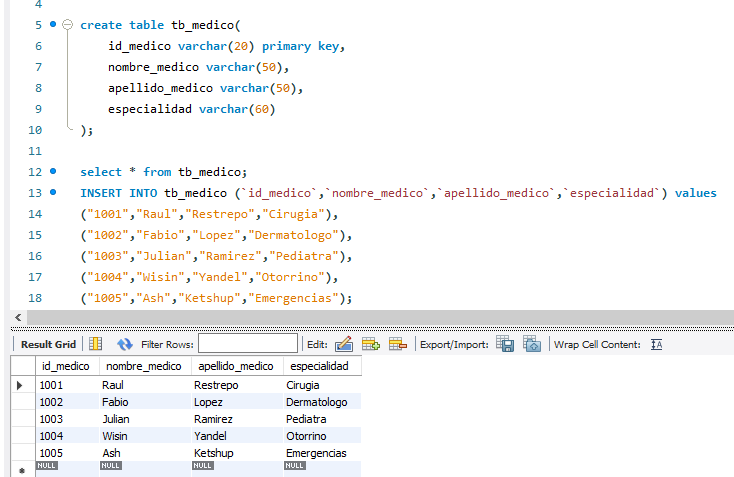 4
5 create table tb_medico(
6 id_medico varchar(20) primary key,
7 nombre_medico varchar(50),
8 apellido_medico varchar(50),
9 especialidad varchar(60)
10 );
11
12 select * from tb_medico;
13 INSERT INTO tb_medico (`id_medico`,`nombre_medico`,`apellido_medico`,`especialidad`) values
14 ("1001","Raul","Restrepo","Cirugia"),
15 ("1002","Fabio","Lopez","Dermatologo"),
16 ("1003","Julian","Ramirez","Pediatra"),
17 ("1004","Wisin","Yandel","Otorrino"),
18 ("1005","Ash","Ketshup","Emergencias");
Result Grid Filter Rows: Edit: Export/Import: Wrap Cell Content:
id_medico nombre_medico apellido_medico especialidad
1001 Raul Restrepo Cirugia
1002 Fabio Lopez Dermatologo
1003 Julian Ramirez Pediatra
1004 Wisin Yandel Otorrino
1005 Ash Ketshup Emergencias
NULL NULL NULL NULL